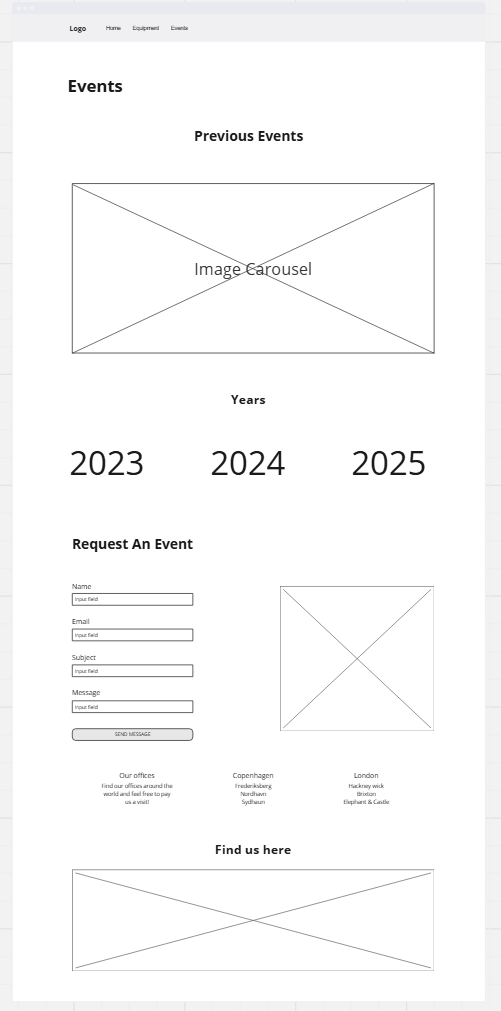 Logo Home Equipment Events
Events
Previous Events
Image Carousel
Years
2023 2024 2025
Request An Event
Name
Input field
Email
Input field
Subject
Input field
Message
Input field
SEND MESSAGE
Our offices
Find our offices around the
world and feel free to pay
us a visit!
Copenhagen
Frederiksberg
Nordhavn
Sydhavn
London
Hackney wick
Brixton
Elephant & Castle
Find us here